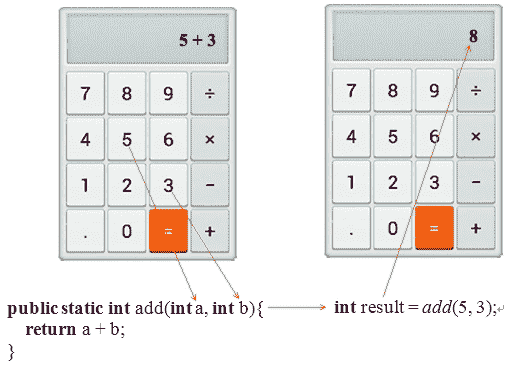 5 + 3
7 8 9 ÷
4 5 6 ×
1 2 3 −
. 0 = +
8
7 8 9 ÷
4 5 6 ×
1 2 3 −
. 0 = +
public static int add(int a, int b){
return a + b;
}
int result = add(5, 3);